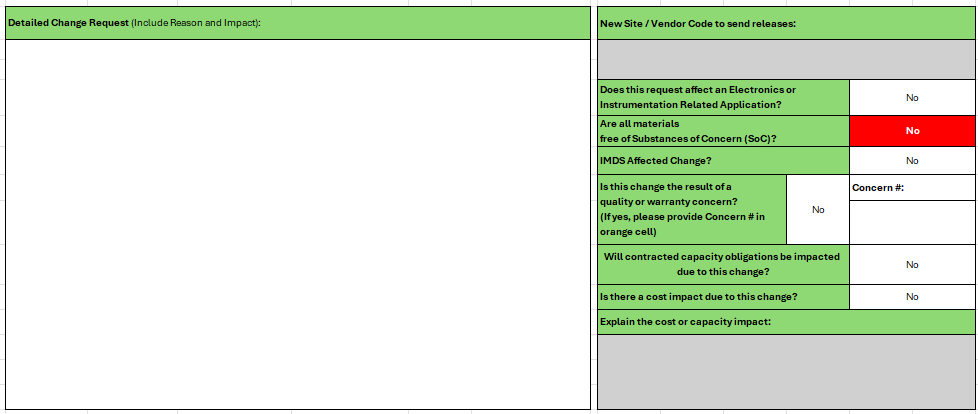 Detailed Change Request (Include Reason and Impact):
New Site / Vendor Code to send releases:
Does this request affect an Electronics or
Instrumentation Related Application?
No
Are all materials
free of Substances of Concern (SoC)?
No
IMDS Affected Change?
No
Is this change the result of a
quality or warranty concern?
(If yes, please provide Concern # in
orange cell)
No
Concern #:
Will contracted capacity obligations be impacted
due to this change?
No
Is there a cost impact due to this change?
No
Explain the cost or capacity impact: